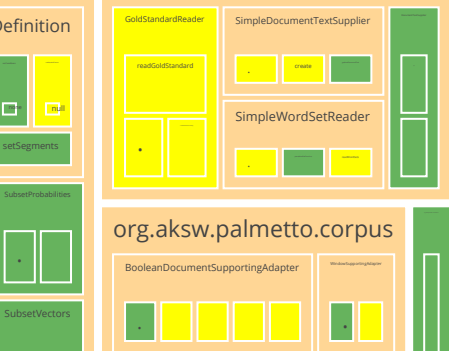 Definition
null
setSegments
SubsetProbabilities
SubsetVectors
GoldStandardReader
readGoldStandard
SimpleDocumentTextSupplier
create
SimpleWordSetReader
org.aksw.palmetto.corpus
BooleanDocumentSupportingAdapter
WindowSupportingAdapter